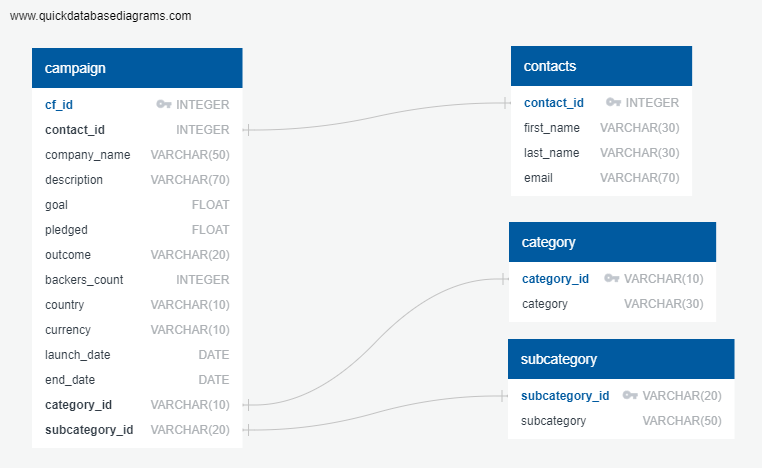 www.quickdatabasediagrams.com
campaign
cf_id INTEGER
contact_id INTEGER
company_name VARCHAR(50)
description VARCHAR(70)
goal FLOAT
pledged FLOAT
outcome VARCHAR(20)
backers_count INTEGER
country VARCHAR(10)
currency VARCHAR(10)
launch_date DATE
end_date DATE
category_id VARCHAR(10)
subcategory_id VARCHAR(20)
contacts
contact_id INTEGER
first_name VARCHAR(30)
last_name VARCHAR(30)
email VARCHAR(70)
category
category_id VARCHAR(10)
category VARCHAR(30)
subcategory
subcategory_id VARCHAR(20)
subcategory VARCHAR(50)